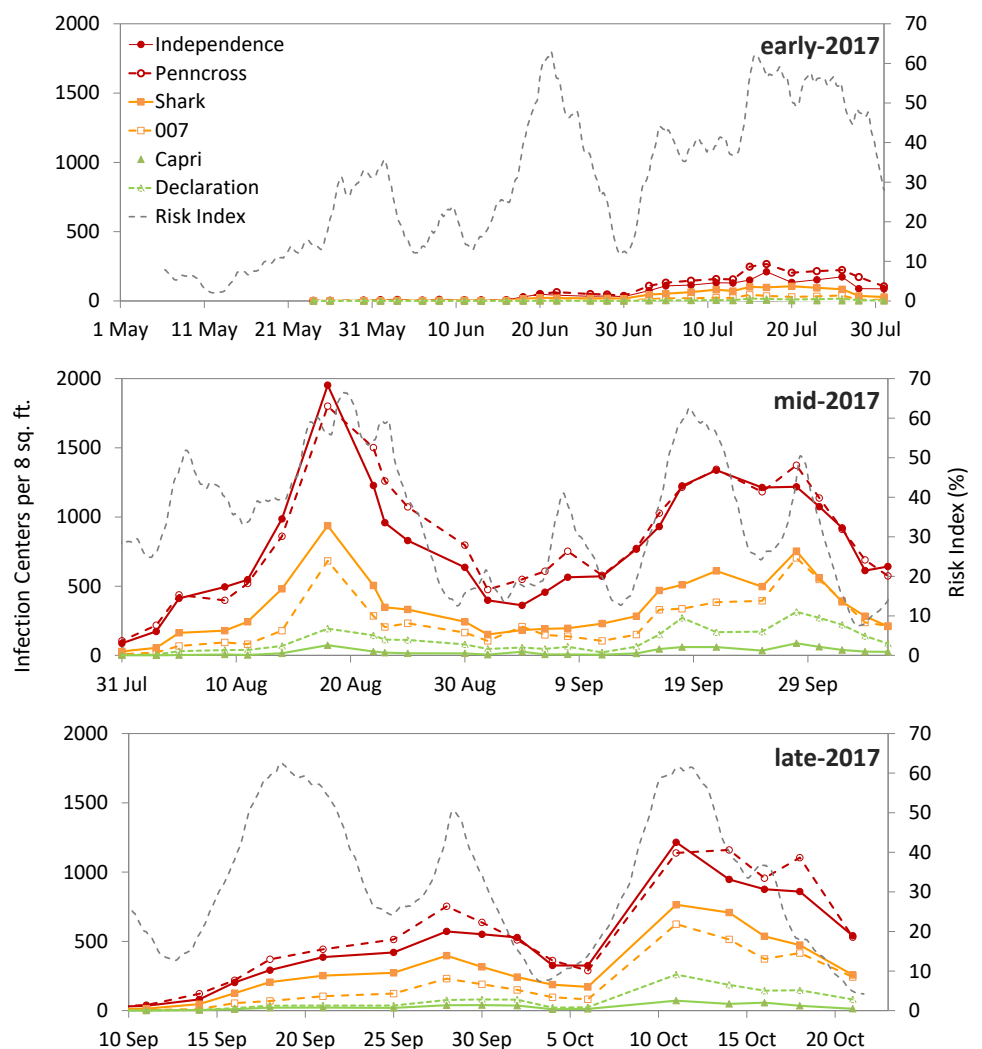 2000
1500
1000
500
0
70
60
50
40
30
20
10
0
early-2017
Independence
Penncross
Shark
007
Capri
Declaration
Risk Index
1 May 11 May 21 May 31 May 10 Jun 20 Jun 30 Jun 10 Jul 20 Jul 30 Jul
Infection Centers per 8 sq. ft.
2000
1500
1000
500
0
mid-2017
70
60
50
40
30
20
10
0
Risk Index (%)
31 Jul 10 Aug 20 Aug 30 Aug 9 Sep 19 Sep 29 Sep
2000
1500
1000
500
0
late-2017
70
60
50
40
30
20
10
0
10 Sep 15 Sep 20 Sep 25 Sep 30 Sep 5 Oct 10 Oct 15 Oct 20 Oct